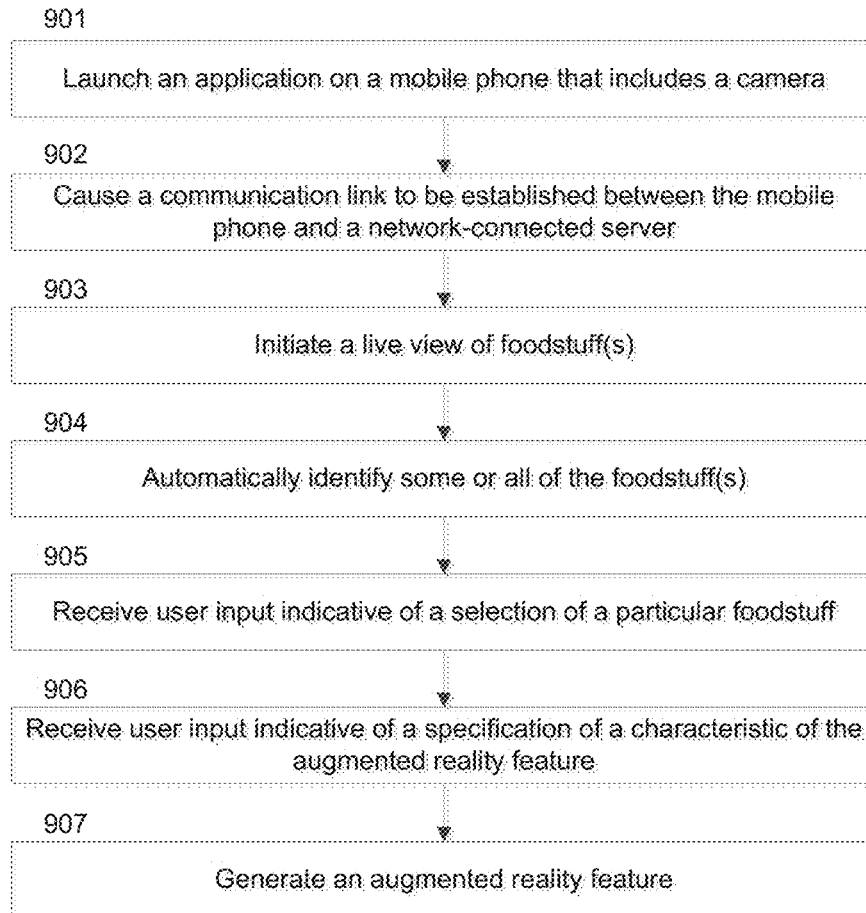 901
Launch an application on a mobile phone that includes a camera
902
Cause a communication link to be established between the mobile
phone and a network-connected server
903
Initiate a live view of foodstuff(s)
904
Automatically identify some or all of the foodstuff(s)
905
Receive user input indicative of a selection of a particular foodstuff
906
Receive user input indicative of a specification of a characteristic of the
augmented reality feature
907
Generate an augmented reality feature